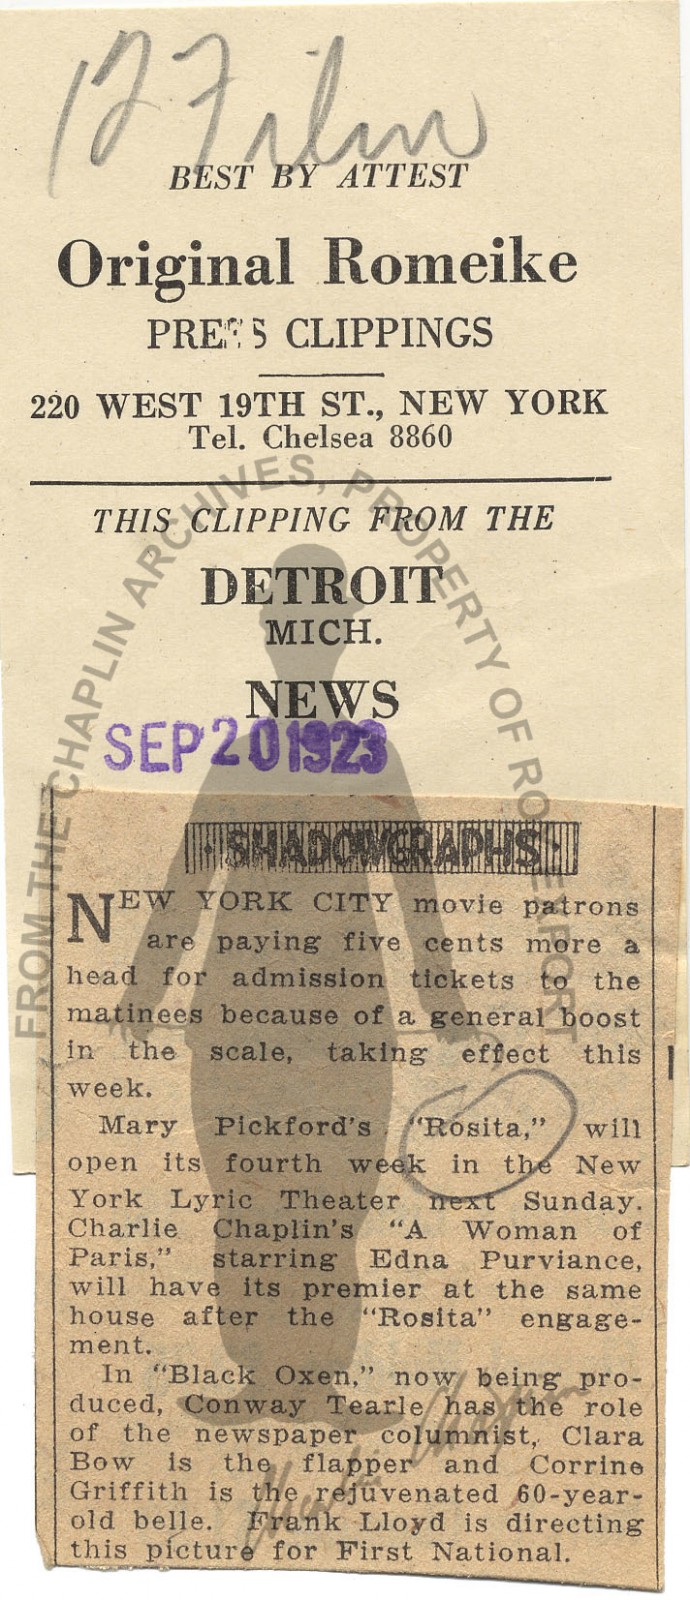 12 Film
BEST BY ATTEST
Original Romeike
PRESS CLIPPINGS
220 WEST 19TH ST., NEW YORK
Tel. Chelsea 8860
THIS CLIPPING FROM THE
DETROIT
MICH.
NEWS
SEP 20 1923
FROM THE CHAPLIN ARCHIVES, PROPERTY OF ROY EXPORT
SHADOWGRAPHS
NEW YORK CITY movie patrons
are paying five cents more a
head for admission tickets to the
matinees because of a general boost
in the scale, taking effect this
week.
Mary Pickford's "Rosita," will
open its fourth week in the New
York Lyric Theater next Sunday.
Charlie Chaplin's "A Woman of
Paris," starring Edna Purviance,
will have its premier at the same
house after the "Rosita" engage-
ment.
In "Black Oxen," now being pro-
duced, Conway Tearle has the role
of the newspaper columnist, Clara
Bow is the flapper and Corrine
Griffith is the rejuvenated 60-year-
old belle. Frank Lloyd is directing
this picture for First National.
Charlie Chaplin